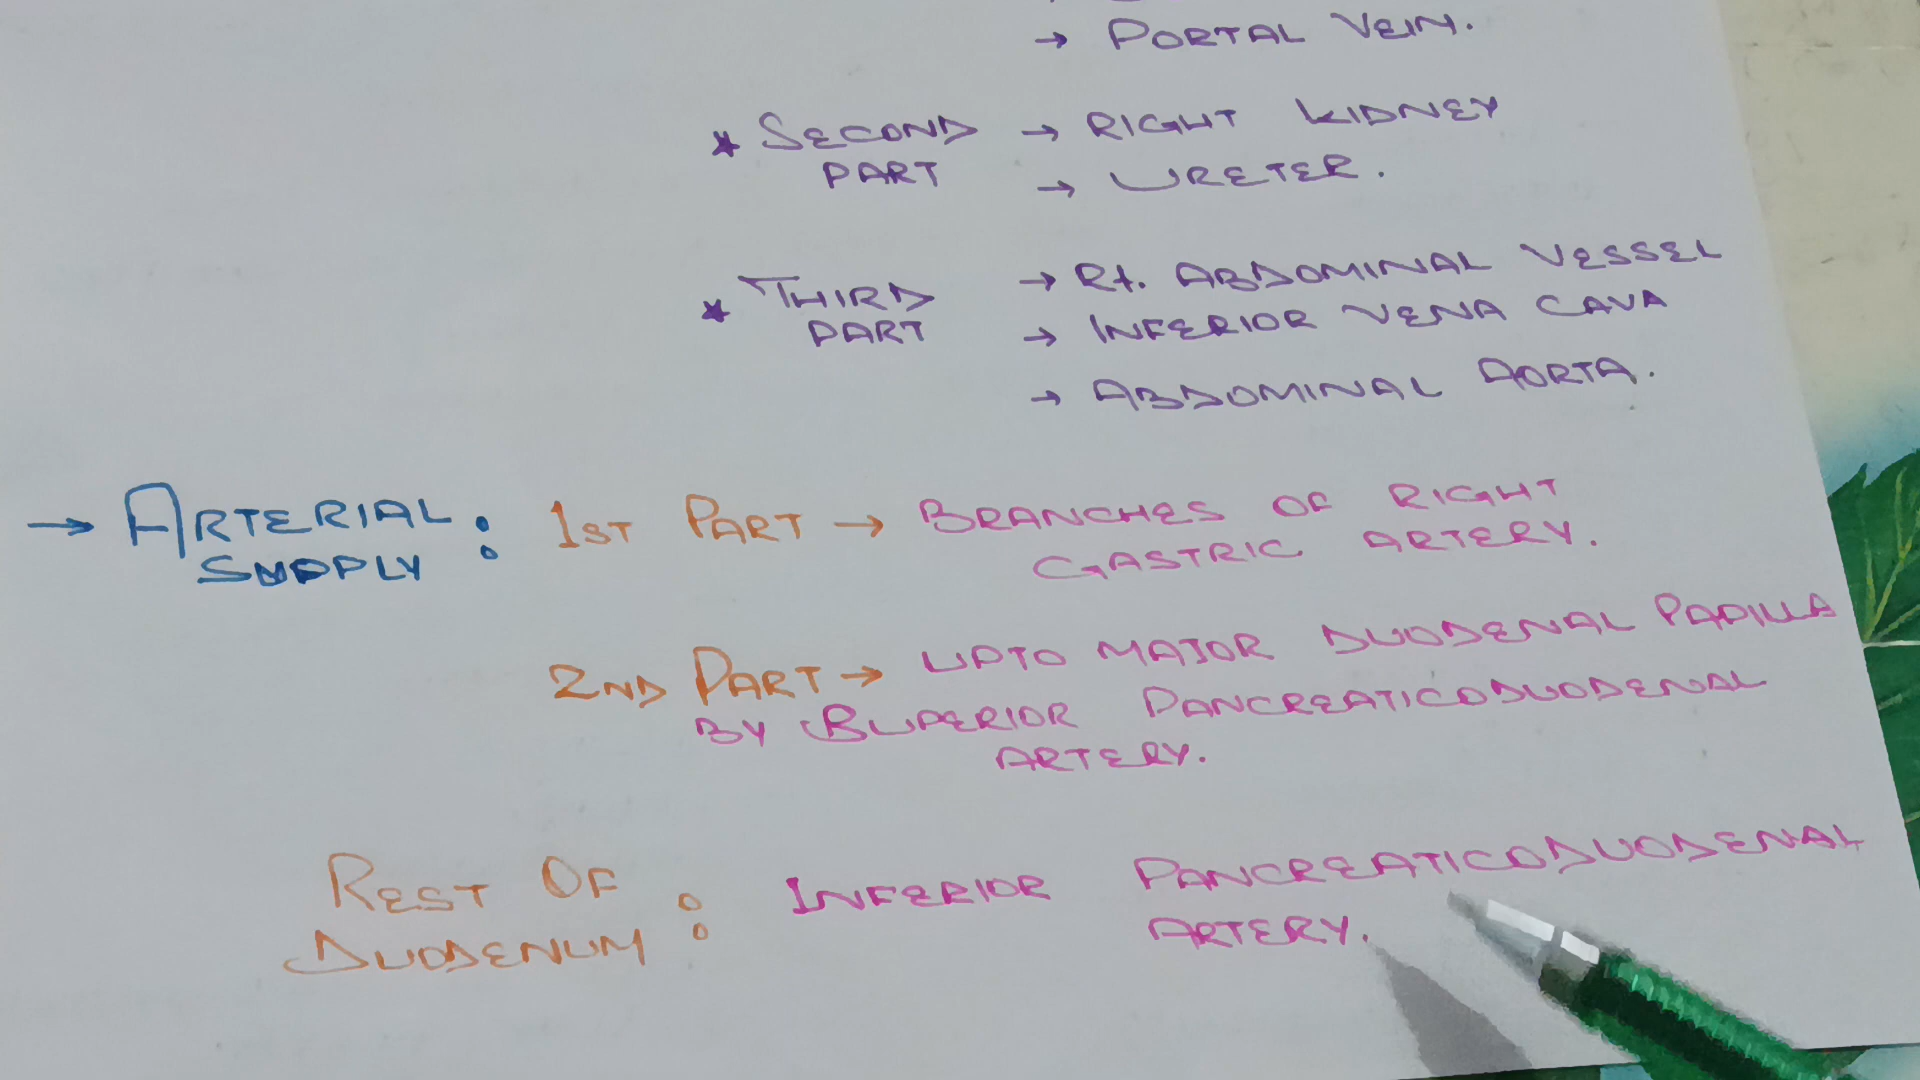 → PORTAL VEIN.
* SECOND PART → RIGHT KIDNEY
→ URETER.
* THIRD PART → Rt. ABDOMINAL VESSEL
→ INFERIOR VENA CAVA
→ ABDOMINAL AORTA.
→ ARTERIAL SUPPLY : 1ST PART → BRANCHES OF RIGHT
GASTRIC ARTERY.
2ND PART → UPTO MAJOR DUODENAL PAPILLA
BY SUPERIOR PANCREATICODUODENAL
ARTERY.
REST OF DUODENUM : INFERIOR PANCREATICODUODENAL
ARTERY.